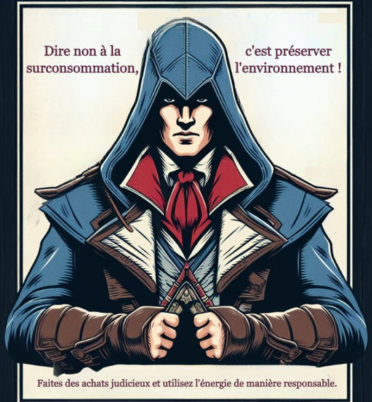 Dire non à la
surconsommation,
c'est préserver
l'environnement !
Faites des achats judicieux et utilisez l'énergie de manière responsable.